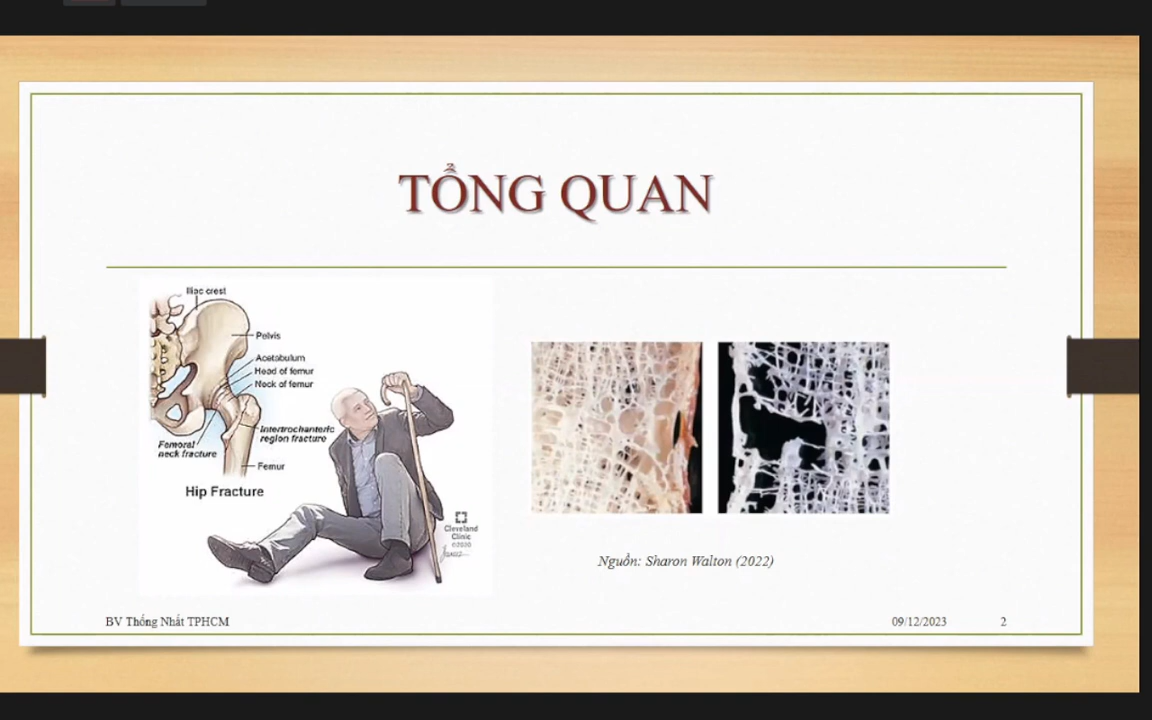 TỔNG QUAN
Iliac crest
Pelvis
Acetabulum
Head of femur
Neck of femur
Intertrochanteric
region fracture
Femoral
neck fracture
Femur
Hip Fracture
Cleveland
Clinic
©2020
Nguồn: Sharon Walton (2022)
BV Thống Nhất TPHCM
09/12/2023
2